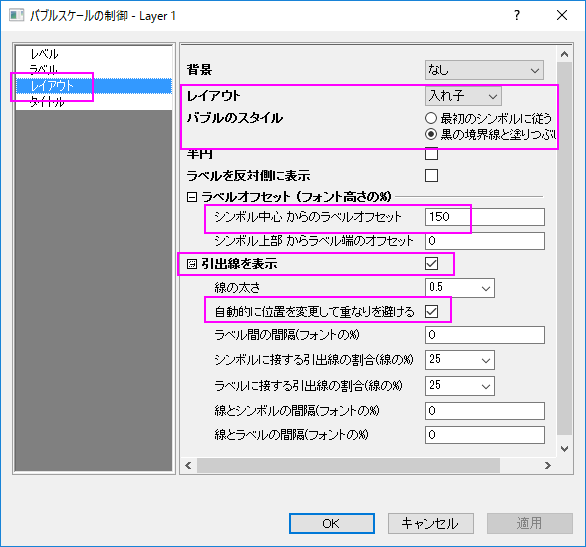 バブルスケールの制御 - Layer 1
レベル
ラベル
レイアウト
タイトル
背景 なし
レイアウト 入れ子
バブルのスタイル 最初のシンボルに従う
黒の境界線と塗りつぶし
半円
ラベルを反対側に表示
ラベルオフセット (フォント高さの%)
シンボル中心 からのラベルオフセット 150
シンボル上部 からラベル端のオフセット 0
引出線を表示
線の太さ 0.5
自動的に位置を変更して重なりを避ける
ラベル間の間隔(フォントの%) 0
シンボルに接する引出線の割合(線の%) 25
ラベルに接する引出線の割合(線の%) 25
線とシンボルの間隔(フォントの%) 0
線とラベルの間隔(フォントの%) 0
OK キャンセル 適用